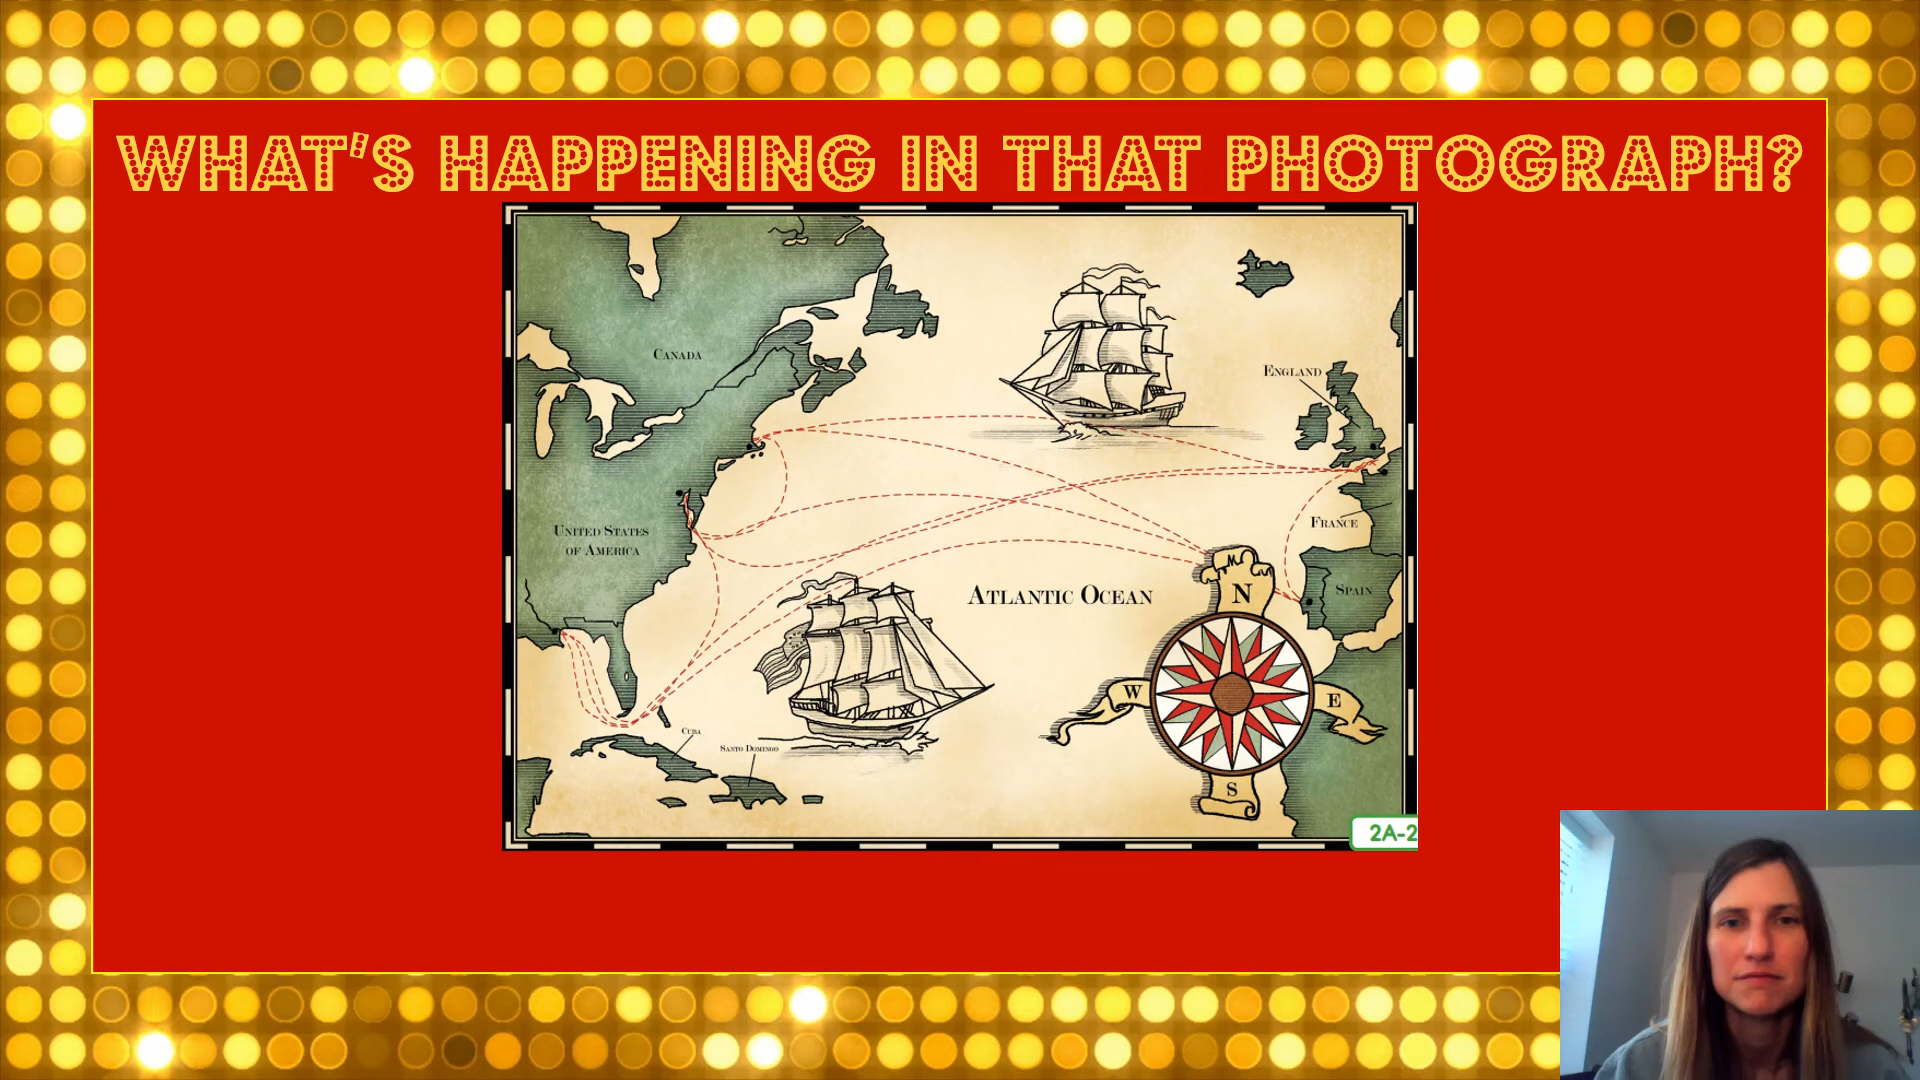 WHAT'S HAPPENING IN THAT PHOTOGRAPH?
CANADA
ENGLAND
FRANCE
UNITED STATES
OF AMERICA
SPAIN
ATLANTIC OCEAN
N
W
E
S
CUBA
SANTO DOMINGO
2A-2